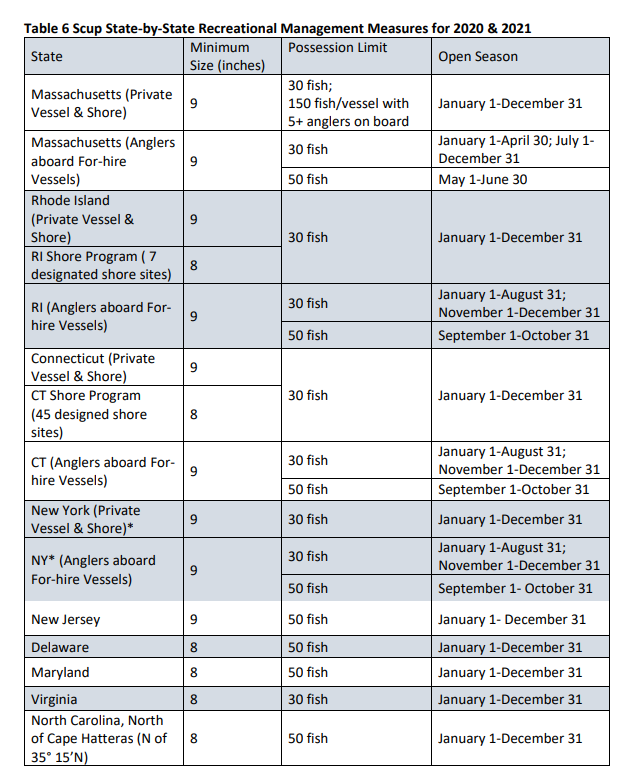 Table 6 Scup State-by-State Recreational Management Measures for 2020 & 2021
State
Minimum
Size (inches)
Possession Limit
Open Season
Massachusetts (Private
Vessel & Shore)
9
30 fish;
150 fish/vessel with
5+ anglers on board
January 1-December 31
Massachusetts (Anglers
aboard For-hire
Vessels)
9
30 fish
January 1-April 30; July 1-
December 31
50 fish
May 1-June 30
Rhode Island
(Private Vessel &
Shore)
9
30 fish
January 1-December 31
RI Shore Program ( 7
designated shore sites)
8
RI (Anglers aboard For-
hire Vessels)
9
30 fish
January 1-August 31;
November 1-December 31
50 fish
September 1-October 31
Connecticut (Private
Vessel & Shore)
9
30 fish
January 1-December 31
CT Shore Program
(45 designed shore
sites)
8
CT (Anglers aboard For-
hire Vessels)
9
30 fish
January 1-August 31;
November 1-December 31
50 fish
September 1-October 31
New York (Private
Vessel & Shore)*
9
30 fish
January 1-December 31
NY* (Anglers aboard
For-hire Vessels)
9
30 fish
January 1-August 31;
November 1-December 31
50 fish
September 1- October 31
New Jersey
9
50 fish
January 1- December 31
Delaware
8
50 fish
January 1-December 31
Maryland
8
50 fish
January 1-December 31
Virginia
8
30 fish
January 1-December 31
North Carolina, North
of Cape Hatteras (N of
35° 15’N)
8
50 fish
January 1-December 31